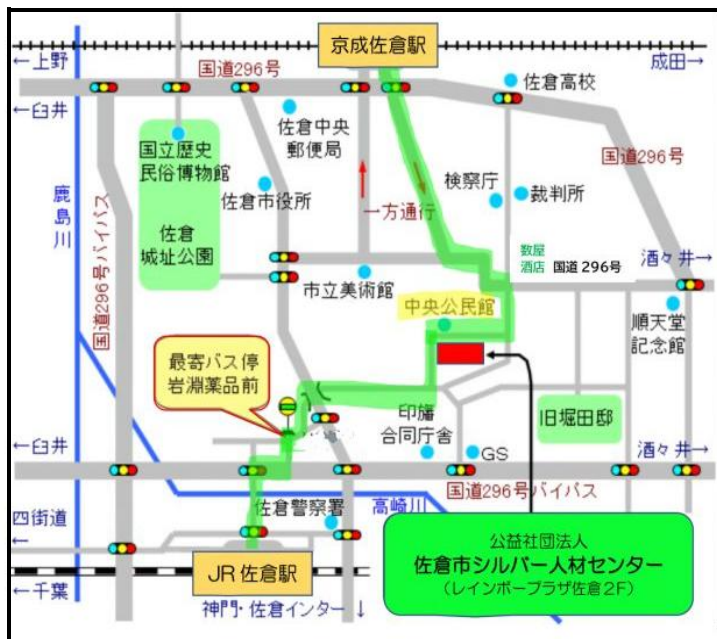 京成佐倉駅
←上野
国道296号
成田→
←臼井
佐倉高校
佐倉中央
郵便局
国立歴史
民俗博物館
国道296号
検察庁
裁判所
鹿島川
国道296号バイパス
佐倉市役所
一方通行
佐倉
城址公園
数屋
酒店 国道296号
酒々井→
市立美術館
中央公民館
順天堂
記念館
最寄バス停
岩淵薬品前
印旛
合同庁舎
旧堀田邸
←臼井
GS
酒々井→
国道296号バイパス
佐倉警察署
高崎川
四街道
←
公益社団法人
佐倉市シルバー人材センター
(レインボープラザ佐倉2F)
JR佐倉駅
←千葉
神門・佐倉インター↓